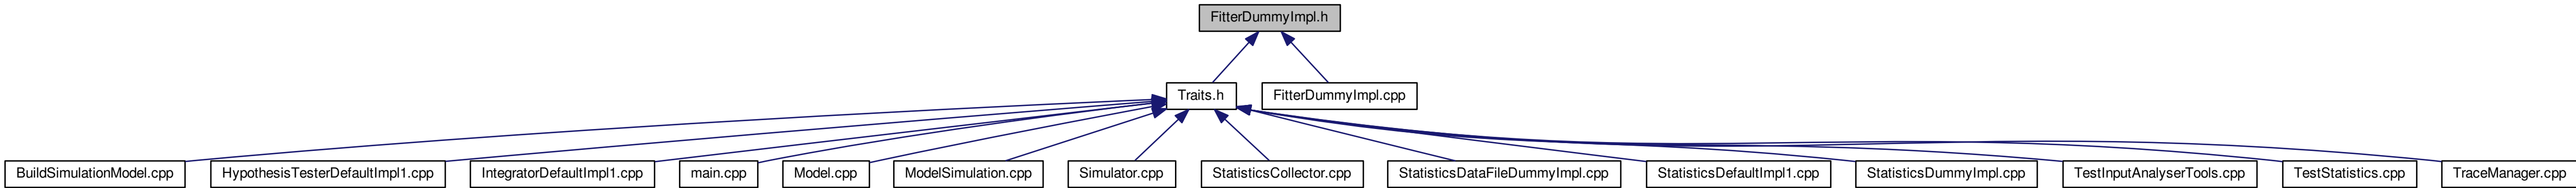 FitterDummyImpl.h
Traits.h
FitterDummyImpl.cpp
BuildSimulationModel.cpp
HypothesisTesterDefaultImpl1.cpp
IntegratorDefaultImpl1.cpp
main.cpp
Model.cpp
ModelSimulation.cpp
Simulator.cpp
StatisticsCollector.cpp
StatisticsDataFileDummyImpl.cpp
StatisticsDefaultImpl1.cpp
StatisticsDummyImpl.cpp
TestInputAnalyserTools.cpp
TestStatistics.cpp
TraceManager.cpp